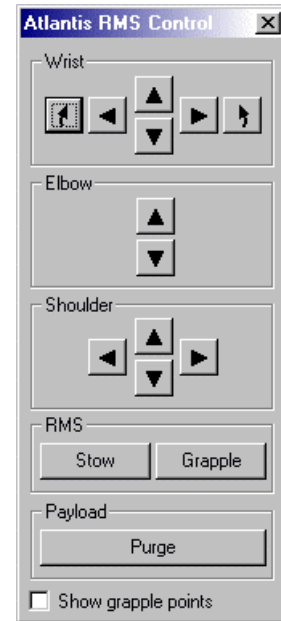 Atlantis RMS Control
Wrist
Elbow
Shoulder
RMS
Stow Grapple
Payload
Purge
Show grapple points